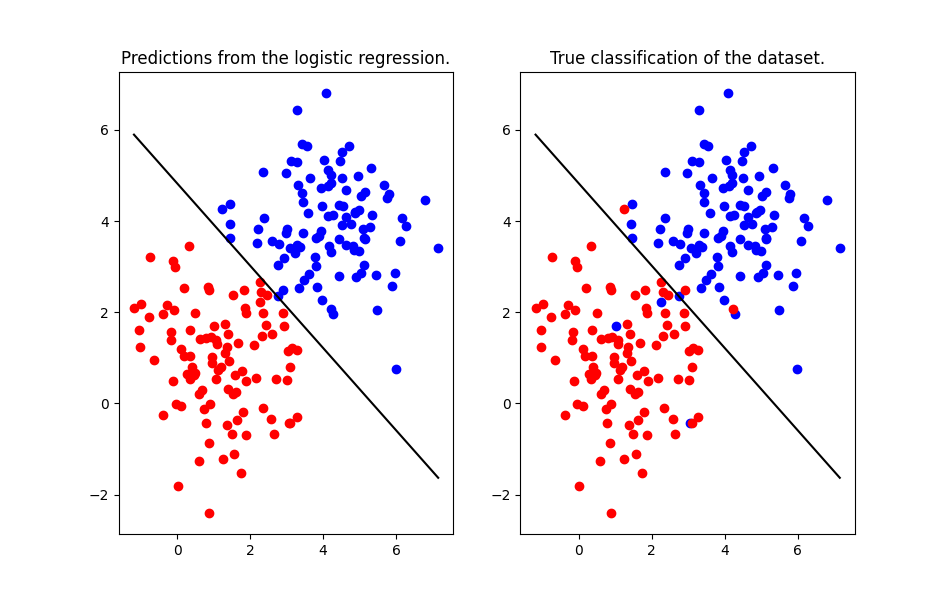 Predictions from the logistic regression.
True classification of the dataset.
6
4
2
0
−2
0 2 4 6
6
4
2
0
−2
0 2 4 6